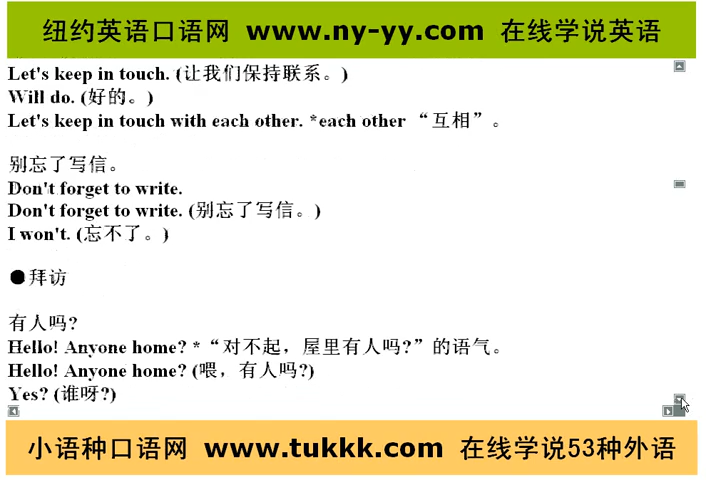 纽约英语口语网 www.ny-yy.com 在线学说英语
Let's keep in touch. (让我们保持联系。)
Will do. (好的。)
Let's keep in touch with each other. *each other “互相”。
别忘了写信。
Don't forget to write.
Don't forget to write. (别忘了写信。)
I won't. (忘不了。)
●拜访
有人吗?
Hello! Anyone home? *“对不起，屋里有人吗?”的语气。
Hello! Anyone home? (喂，有人吗?)
Yes? (谁呀?)
小语种口语网 www.tukkk.com 在线学说53种外语